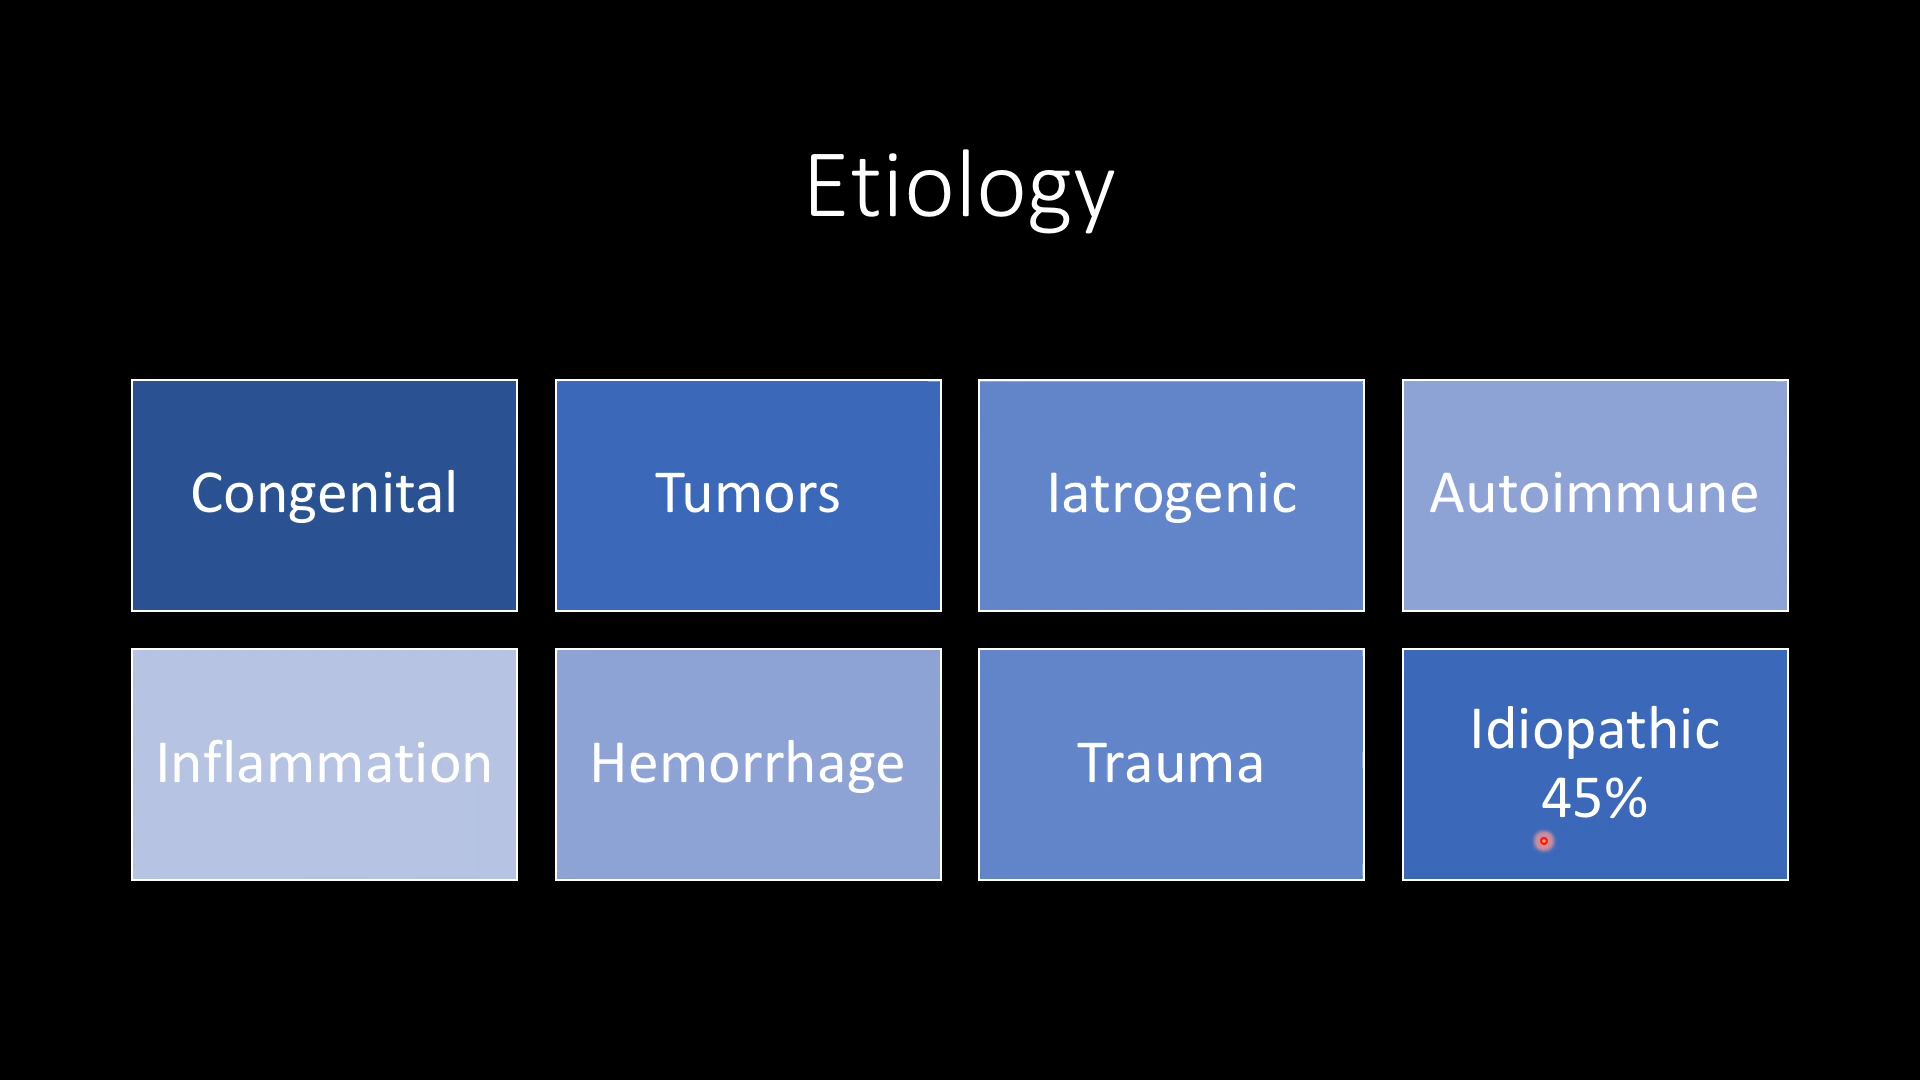 Etiology
Congenital
Tumors
Iatrogenic
Autoimmune
Inflammation
Hemorrhage
Trauma
Idiopathic
45%